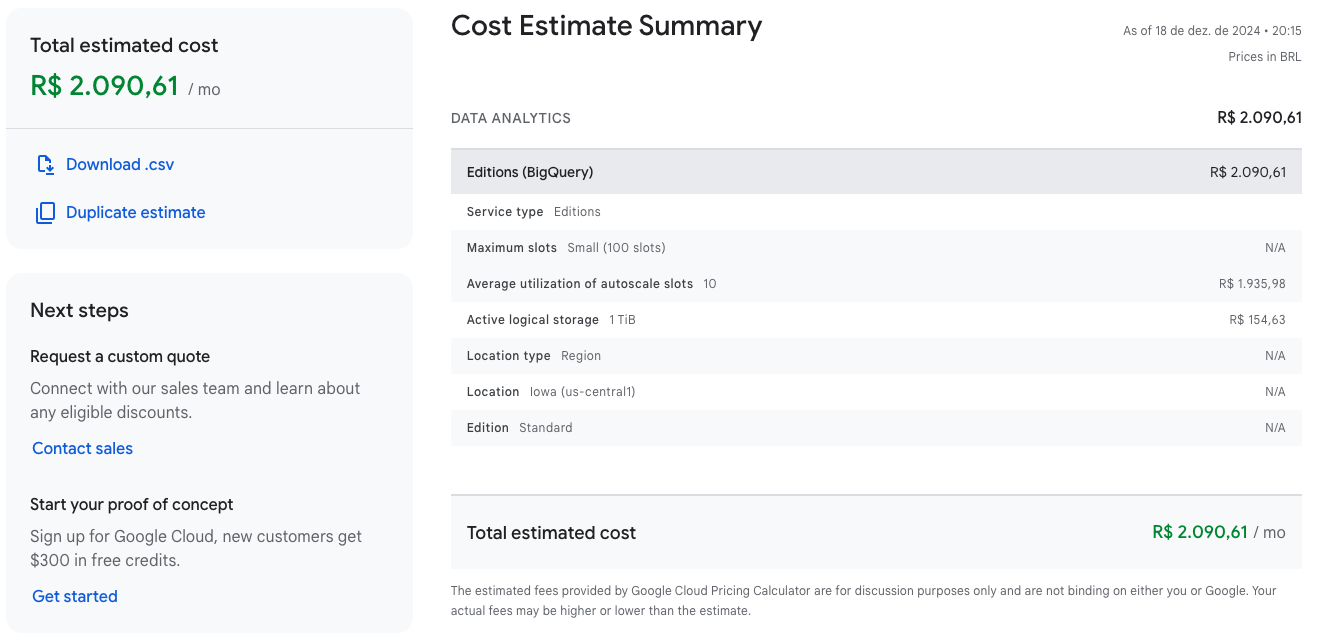 Total estimated cost
R$ 2.090,61 / mo
Download .csv
Duplicate estimate
Next steps
Request a custom quote
Connect with our sales team and learn about
any eligible discounts.
Contact sales
Start your proof of concept
Sign up for Google Cloud, new customers get
$300 in free credits.
Get started
Cost Estimate Summary
As of 18 de dez. de 2024 • 20:15
Prices in BRL
DATA ANALYTICS R$ 2.090,61
Editions (BigQuery) R$ 2.090,61
Service type Editions
Maximum slots Small (100 slots) N/A
Average utilization of autoscale slots 10 R$ 1.935,98
Active logical storage 1 TiB R$ 154,63
Location type Region N/A
Location Iowa (us-central1) N/A
Edition Standard N/A
Total estimated cost R$ 2.090,61 / mo
The estimated fees provided by Google Cloud Pricing Calculator are for discussion purposes only and are not binding on either you or Google. Your
actual fees may be higher or lower than the estimate.